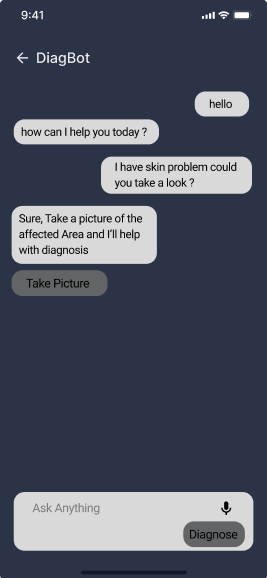 9:41
DiagBot
hello
how can I help you today ?
I have skin problem could
you take a look ?
Sure, Take a picture of the
affected Area and I'll help
with diagnosis
Take Picture
Ask Anything
Diagnose